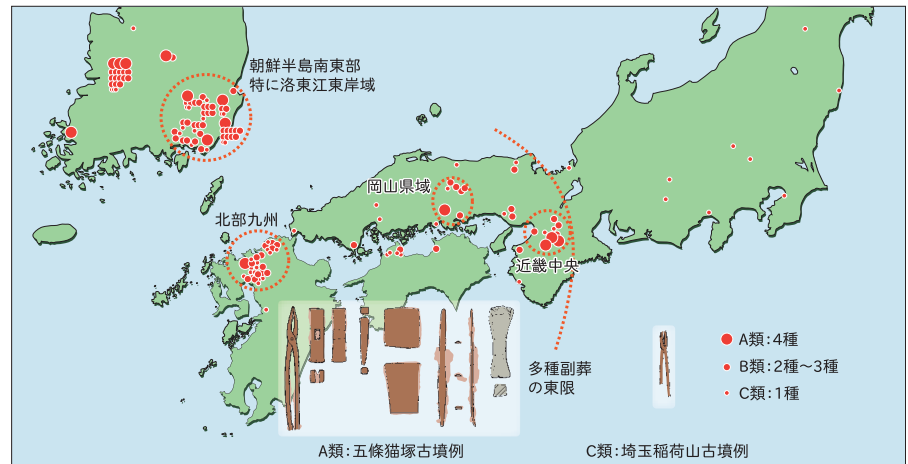 朝鮮半島南東部
特に洛東江東岸域
岡山県域
北部九州
近畿中央
多種副葬
の東限
A類：4種
B類：2種～3種
C類：1種
A類：五條猫塚古墳例
C類：埼玉稲荷山古墳例